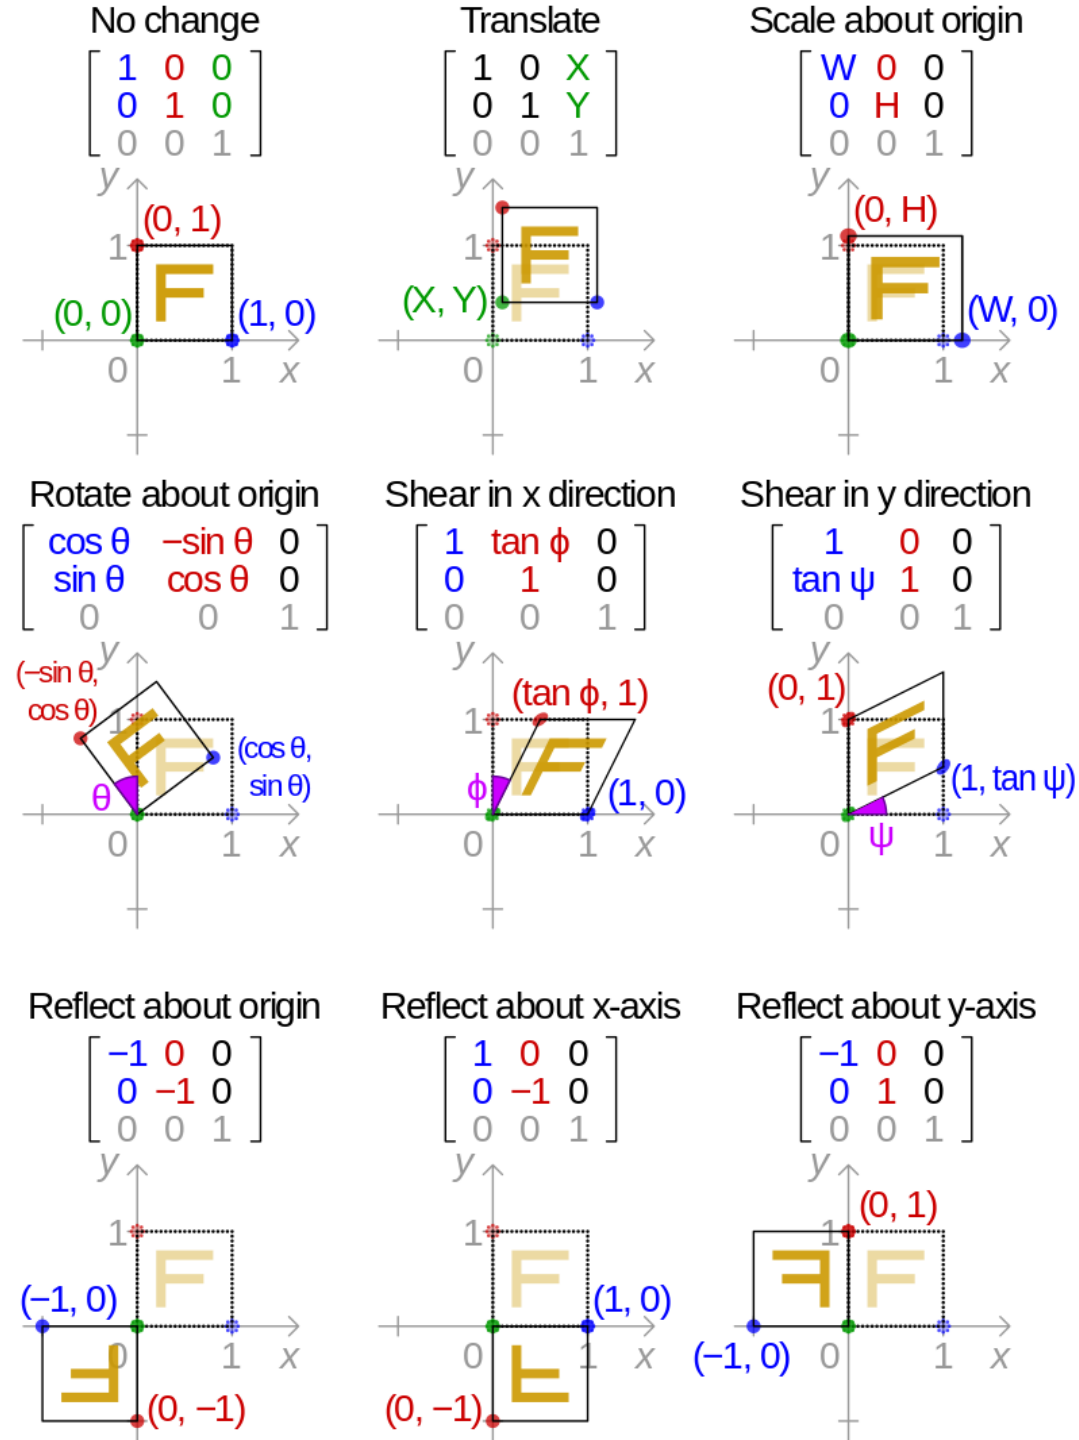 No change
1 0 0
0 1 0
0 0 1
y
(0, 1)
1
F
(0, 0)
(1, 0)
0
1
x
Translate
1 0 X
0 1 Y
0 0 1
y
1
F
F
(X, Y)
0
1
x
Scale about origin
W 0 0
0 H 0
0 0 1
y
(0, H)
1
F
F
(W, 0)
0
1
x
Rotate about origin
cos θ −sin θ 0
sin θ cos θ 0
0 0 1
y
(−sin θ,
cos θ)
1
F
F
(cos θ,
sin θ)
θ
0
1
x
Shear in x direction
1 tan ϕ 0
0 1 0
0 0 1
y
(tan ϕ, 1)
1
F
F
ϕ
(1, 0)
0
1
x
Shear in y direction
1 0 0
tan ψ 1 0
0 0 1
y
(0, 1)
1
F
F
(1, tan ψ)
ψ
0
1
x
Reflect about origin
−1 0 0
0 −1 0
0 0 1
y
1
F
(−1, 0)
0
1
x
F
(0, −1)
Reflect about x-axis
1 0 0
0 −1 0
0 0 1
y
1
F
(1, 0)
0
1
x
F
(0, −1)
Reflect about y-axis
−1 0 0
0 1 0
0 0 1
y
(0, 1)
1
F
F
(−1, 0)
0
1
x